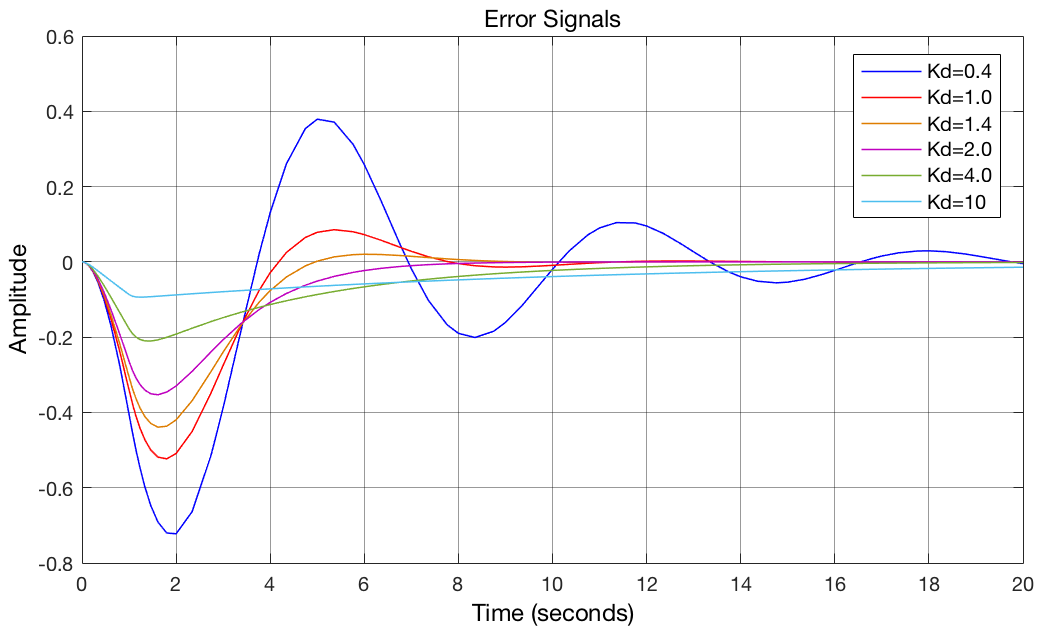 Error Signals
Amplitude
0.6
0.4
0.2
0
-0.2
-0.4
-0.6
-0.8
0 2 4 6 8 10 12 14 16 18 20
Time (seconds)
Kd=0.4
Kd=1.0
Kd=1.4
Kd=2.0
Kd=4.0
Kd=10